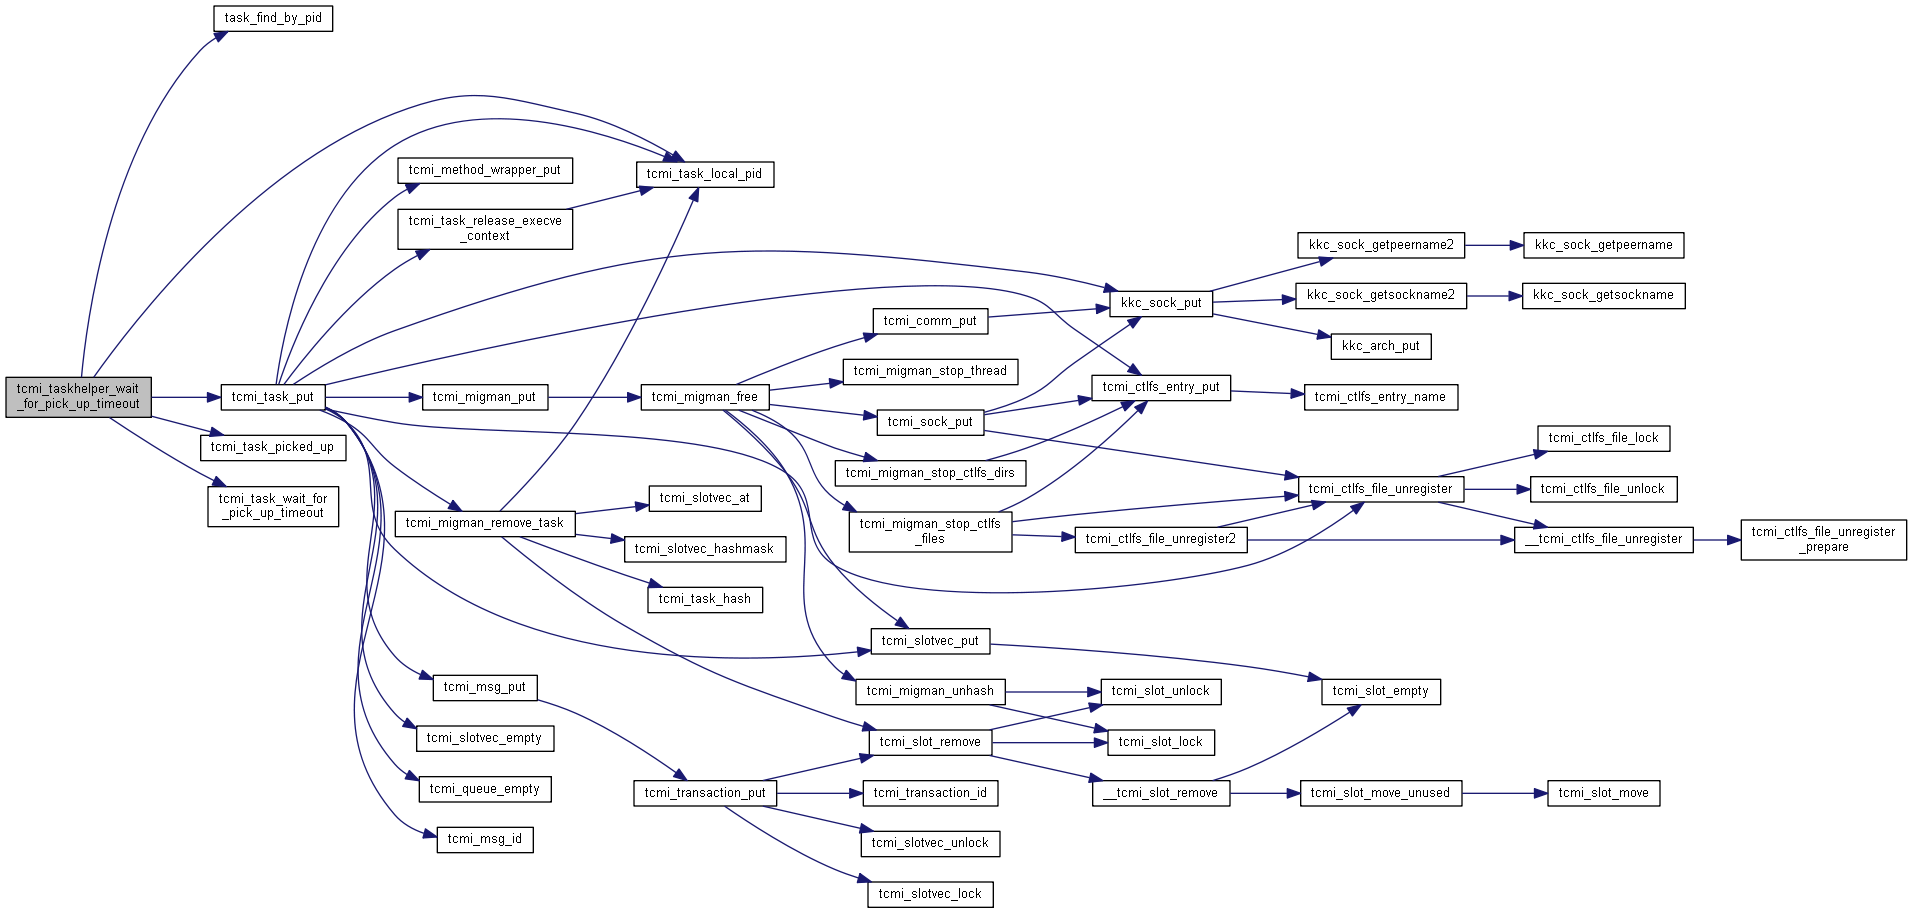 task_find_by_pid
tcmi_method_wrapper_put
tcmi_task_local_pid
tcmi_task_release_execve
_context
kkc_sock_getpeername2
kkc_sock_getpeername
kkc_sock_put
kkc_sock_getsockname2
kkc_sock_getsockname
tcmi_comm_put
kkc_arch_put
tcmi_migman_stop_thread
tcmi_taskhelper_wait
_for_pick_up_timeout
tcmi_task_put
tcmi_migman_put
tcmi_migman_free
tcmi_ctlfs_entry_put
tcmi_ctlfs_entry_name
tcmi_sock_put
tcmi_task_picked_up
tcmi_ctlfs_file_lock
tcmi_migman_stop_ctlfs_dirs
tcmi_task_wait_for
_pick_up_timeout
tcmi_slotvec_at
tcmi_ctlfs_file_unregister
tcmi_ctlfs_file_unlock
tcmi_migman_remove_task
tcmi_migman_stop_ctlfs
_files
tcmi_ctlfs_file_unregister2
__tcmi_ctlfs_file_unregister
tcmi_ctlfs_file_unregister
_prepare
tcmi_slotvec_hashmask
tcmi_task_hash
tcmi_slotvec_put
tcmi_msg_put
tcmi_migman_unhash
tcmi_slot_unlock
tcmi_slot_empty
tcmi_slotvec_empty
tcmi_slot_remove
tcmi_slot_lock
tcmi_queue_empty
tcmi_transaction_put
tcmi_transaction_id
__tcmi_slot_remove
tcmi_slot_move_unused
tcmi_slot_move
tcmi_msg_id
tcmi_slotvec_unlock
tcmi_slotvec_lock